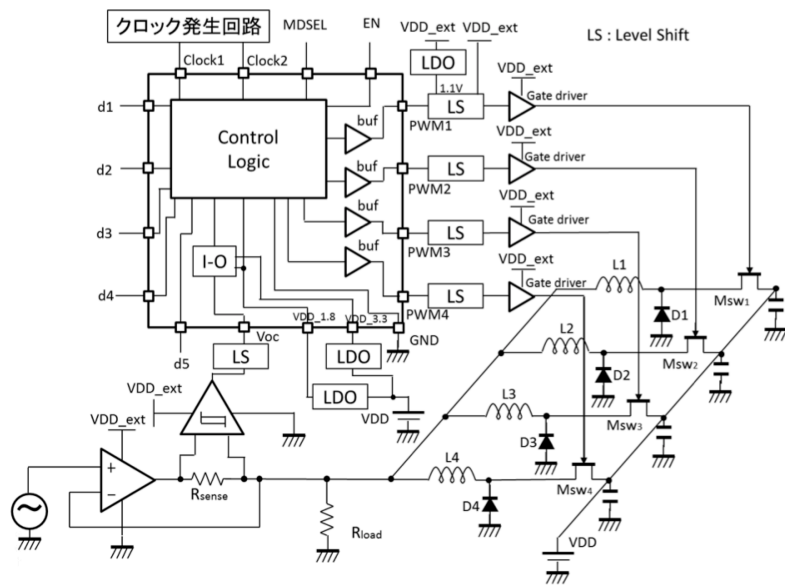 クロック発生回路
MDSEL
EN
VDD_ext
VDD_ext
LS : Level Shift
Clock1
Clock2
LDO
1.1V
VDD_ext
d1
Control
Logic
buf
PWM1
LS
Gate driver
VDD_ext
d2
buf
PWM2
LS
Gate driver
VDD_ext
d3
buf
PWM3
LS
Gate driver
VDD_ext
I-O
buf
d4
PWM4
LS
Gate driver
L1
D1
Msw1
VDD_1.8
VDD_3.3
GND
d5
Voc
LS
LDO
LDO
VDD
L2
D2
Msw2
VDD_ext
VDD_ext
L3
D3
Msw3
+
−
Rsense
L4
D4
Msw4
Rload
VDD